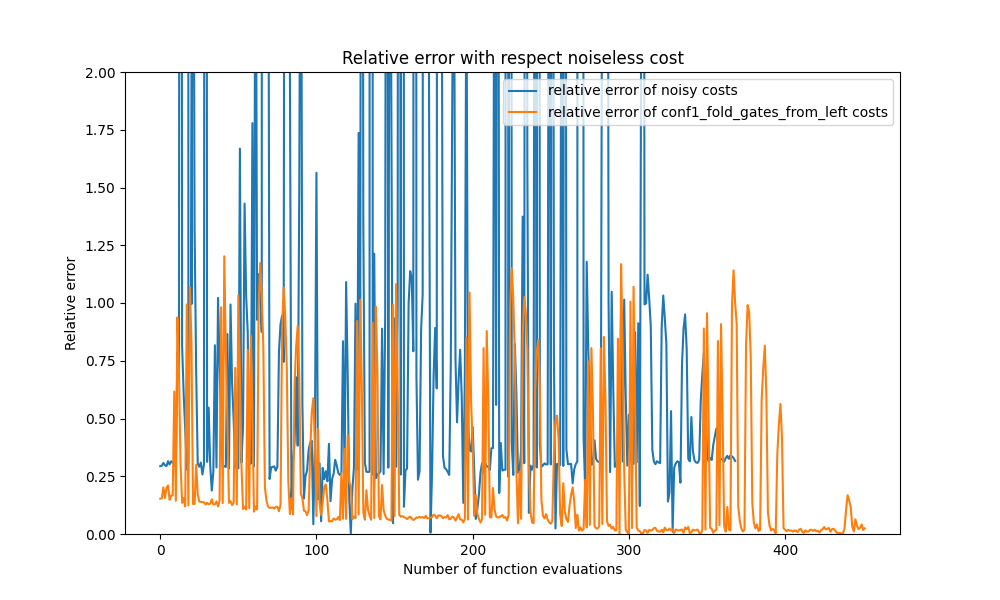 Relative error with respect noiseless cost
relative error of noisy costs
relative error of conf1_fold_gates_from_left costs
Relative error
2.00
1.75
1.50
1.25
1.00
0.75
0.50
0.25
0.00
0 100 200 300 400
Number of function evaluations